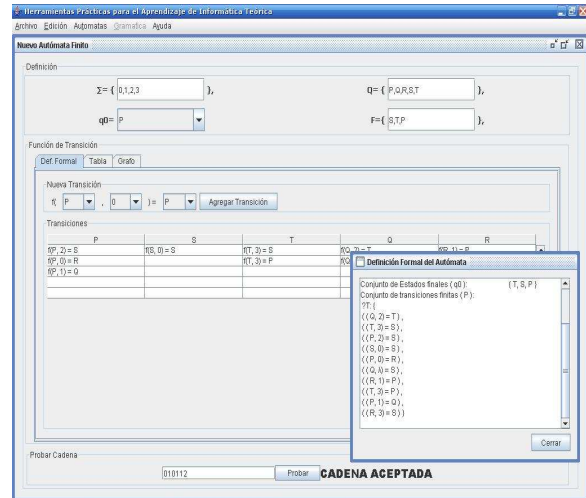 Herramientas Prácticas para el Aprendizaje de Informática Teórica
Archivo Edición Autómatas Gramatica Ayuda
Nuevo Autómata Finito
Definición
Σ= { 0,1,2,3 }, Q= { P,Q,R,S,T },
q0= P F={ S,T,P },
Función de Transición
Def. Formal Tabla Grafo
Nueva Transición
f( P , 0 )= P Agregar Transición
Transiciones
P S T Q R
f(P, 2) = S f(S, 0) = S f(T, 3) = S f(Q, 2) = T f(R, 1) = P
f(P, 0) = R f(T, 3) = P
f(P, 1) = Q
Definición Formal del Autómata
Conjunto de Estados finales ( q0 ): { T, S, P }
Conjunto de transiciones finitas ( P ):
?T: {
( ( Q, 2) = T ) ,
( ( T, 3) = S ) ,
( ( P, 2) = S ) ,
( ( S, 0) = S ) ,
( ( P, 0) = R ) ,
( ( Q, λ) = S ) ,
( ( R, 1) = P ) ,
( ( T, 3) = P ) ,
( ( P, 1) = Q ) ,
( ( R, 3) = S ) }
Cerrar
Probar Cadena
010112 Probar CADENA ACEPTADA